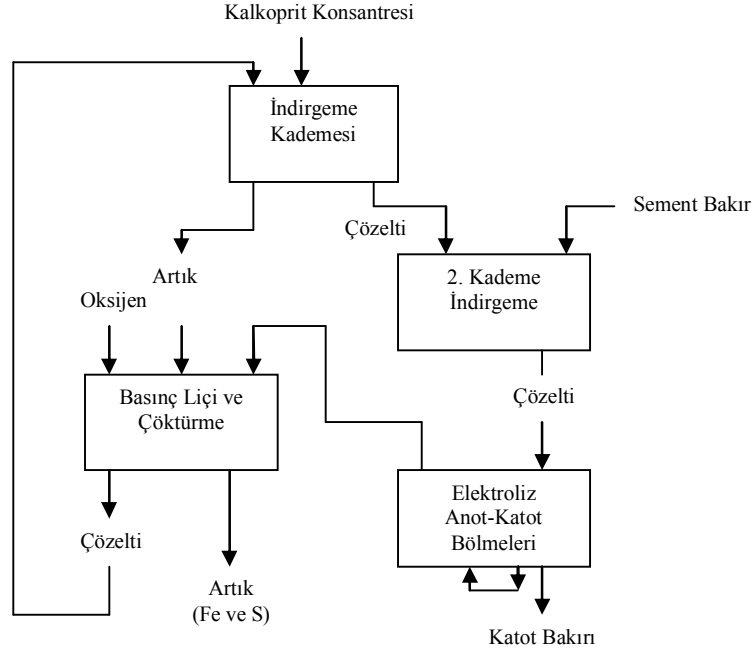 Kalkoprit Konsantresi
İndirgeme
Kademesi
Çözelti
Sement Bakır
Artık
Oksijen
2. Kademe
İndirgeme
Basınç Liçi ve
Çöktürme
Çözelti
Elektroliz
Anot-Katot
Bölmeleri
Çözelti
Artık
(Fe ve S)
Katot Bakırı